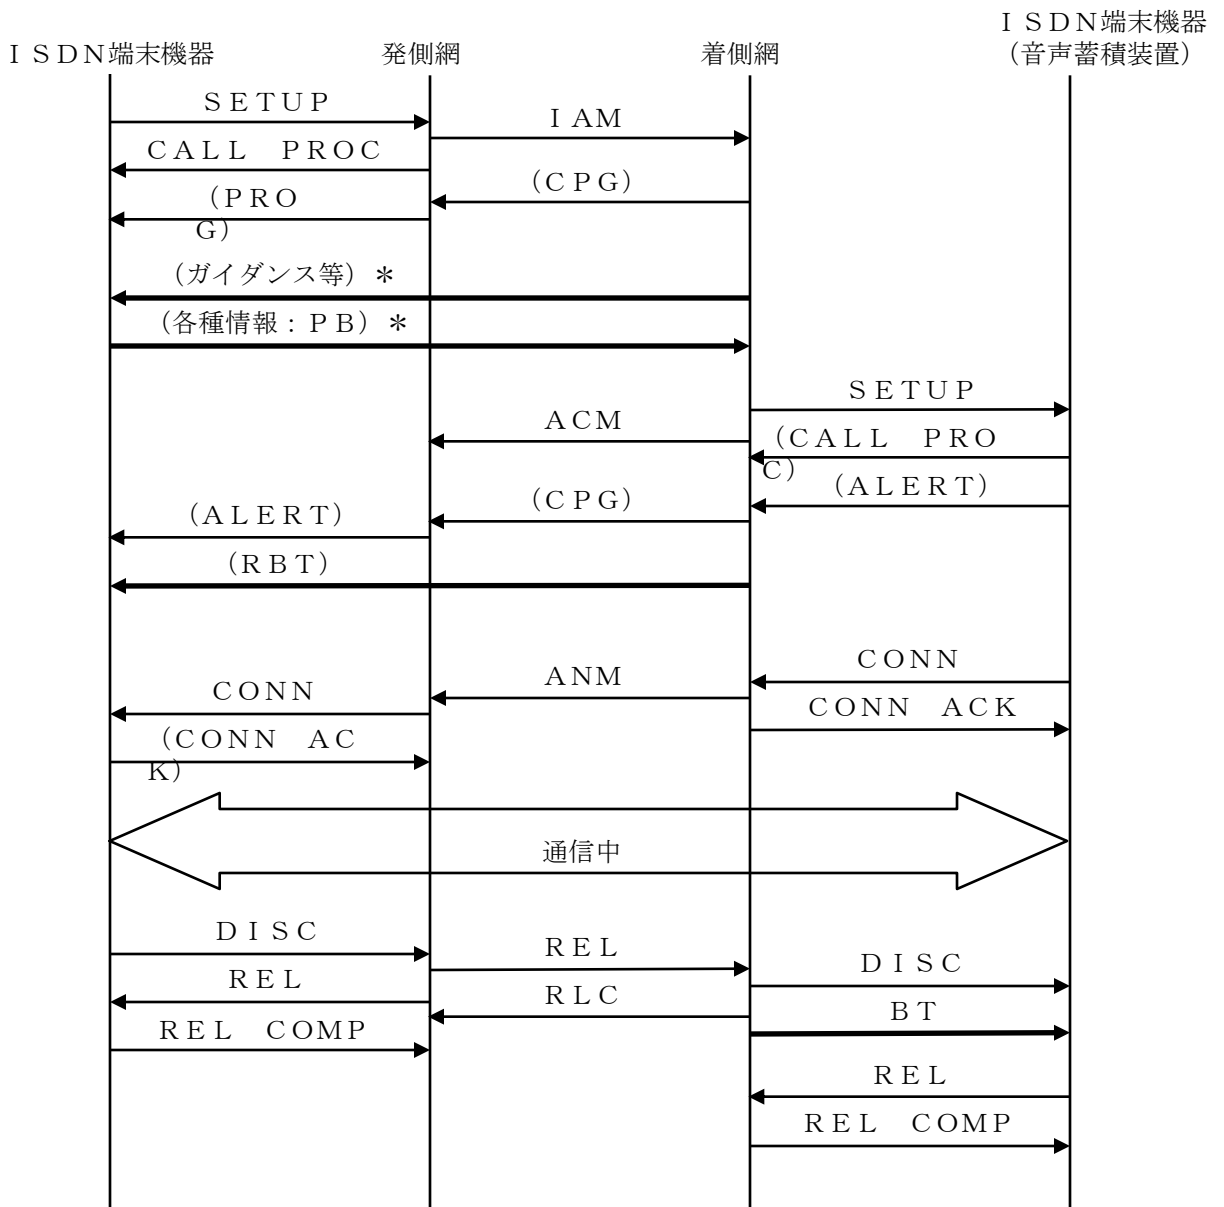 ＩＳＤＮ端末機器
ＩＳＤＮ端末機器 発側網 着側網 （音声蓄積装置）
ＳＥＴＵＰ
ＩＡＭ
ＣＡＬＬ　ＰＲＯＣ
（ＣＰＧ）
（ＰＲＯ
Ｇ）
（ガイダンス等）＊
（各種情報：ＰＢ）＊
ＳＥＴＵＰ
ＡＣＭ
（ＣＡＬＬ　ＰＲＯ
Ｃ）
（ＡＬＥＲＴ）
（ＣＰＧ）
（ＡＬＥＲＴ）
（ＲＢＴ）
ＣＯＮＮ
ＡＮＭ
ＣＯＮＮ
ＣＯＮＮ　ＡＣＫ
（ＣＯＮＮ　ＡＣ
Ｋ）
通信中
ＤＩＳＣ
ＲＥＬ
ＤＩＳＣ
ＲＥＬ
ＲＬＣ
ＢＴ
ＲＥＬ　ＣＯＭＰ
ＲＥＬ
ＲＥＬ　ＣＯＭＰ